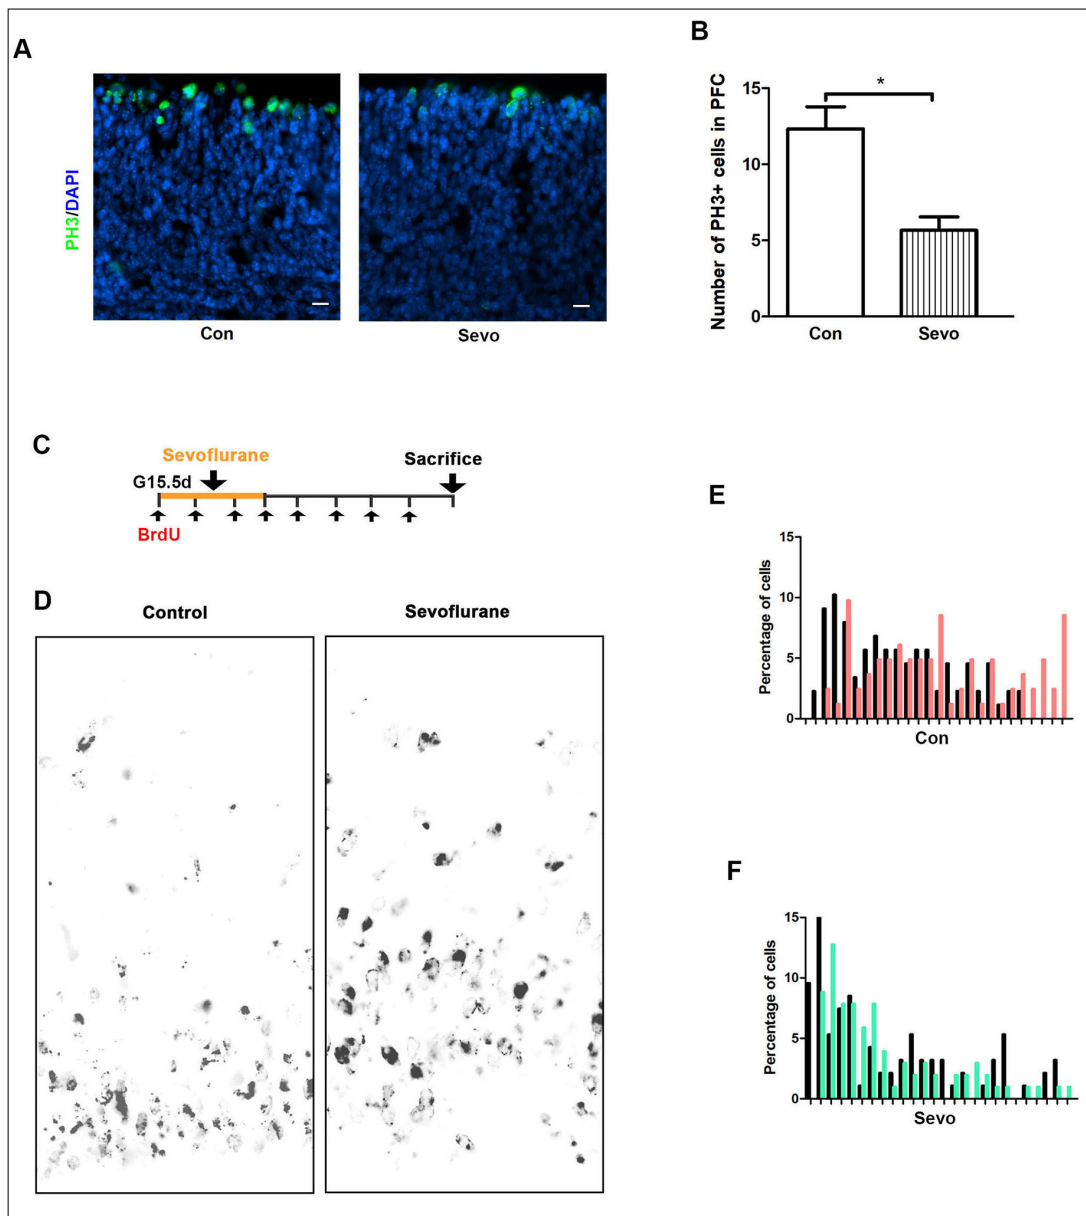 A
PH3/DAPI
Con
Sevo
B
Number of PH3+ cells in PFC
15
10
5
0
*
Con
Sevo
C
Sevoflurane
G15.5d
Sacrifice
BrdU
D
Control
Sevoflurane
E
Percentage of cells
15
10
5
0
Con
F
Percentage of cells
15
10
5
0
Sevo